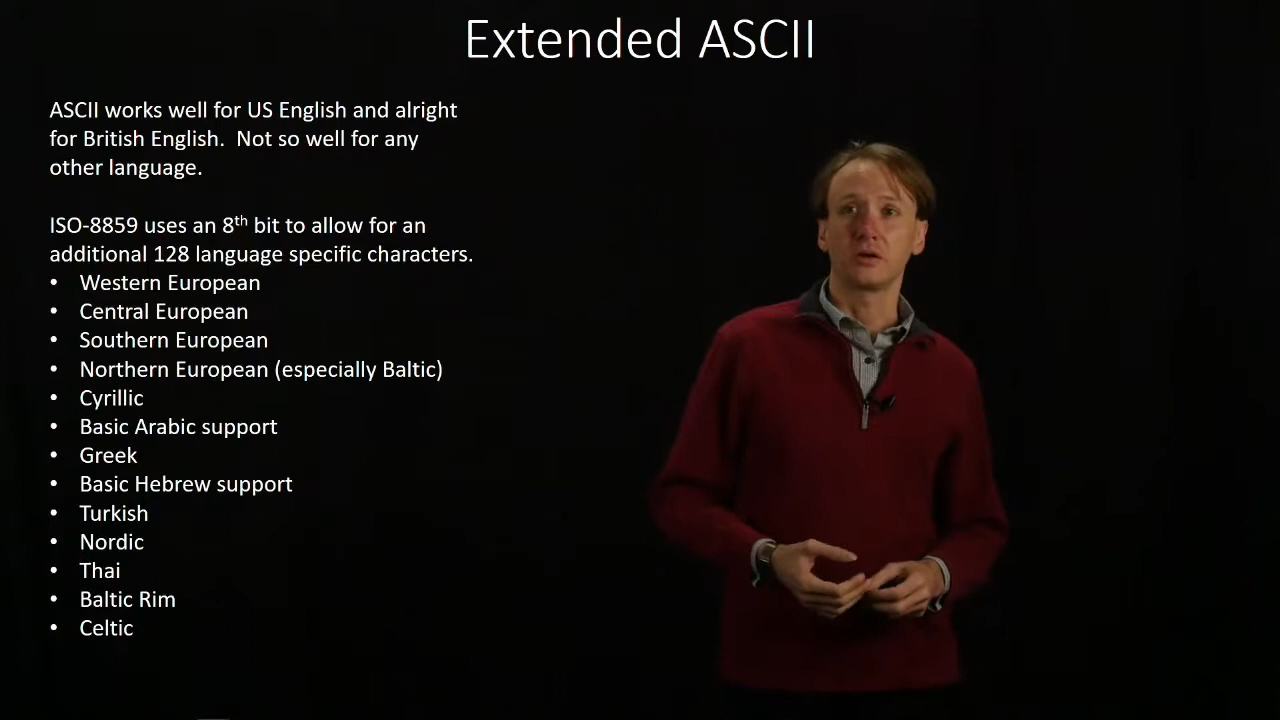 Extended ASCII
ASCII works well for US English and alright
for British English.  Not so well for any
other language.
ISO-8859 uses an 8th bit to allow for an
additional 128 language specific characters.
• Western European
• Central European
• Southern European
• Northern European (especially Baltic)
• Cyrillic
• Basic Arabic support
• Greek
• Basic Hebrew support
• Turkish
• Nordic
• Thai
• Baltic Rim
• Celtic